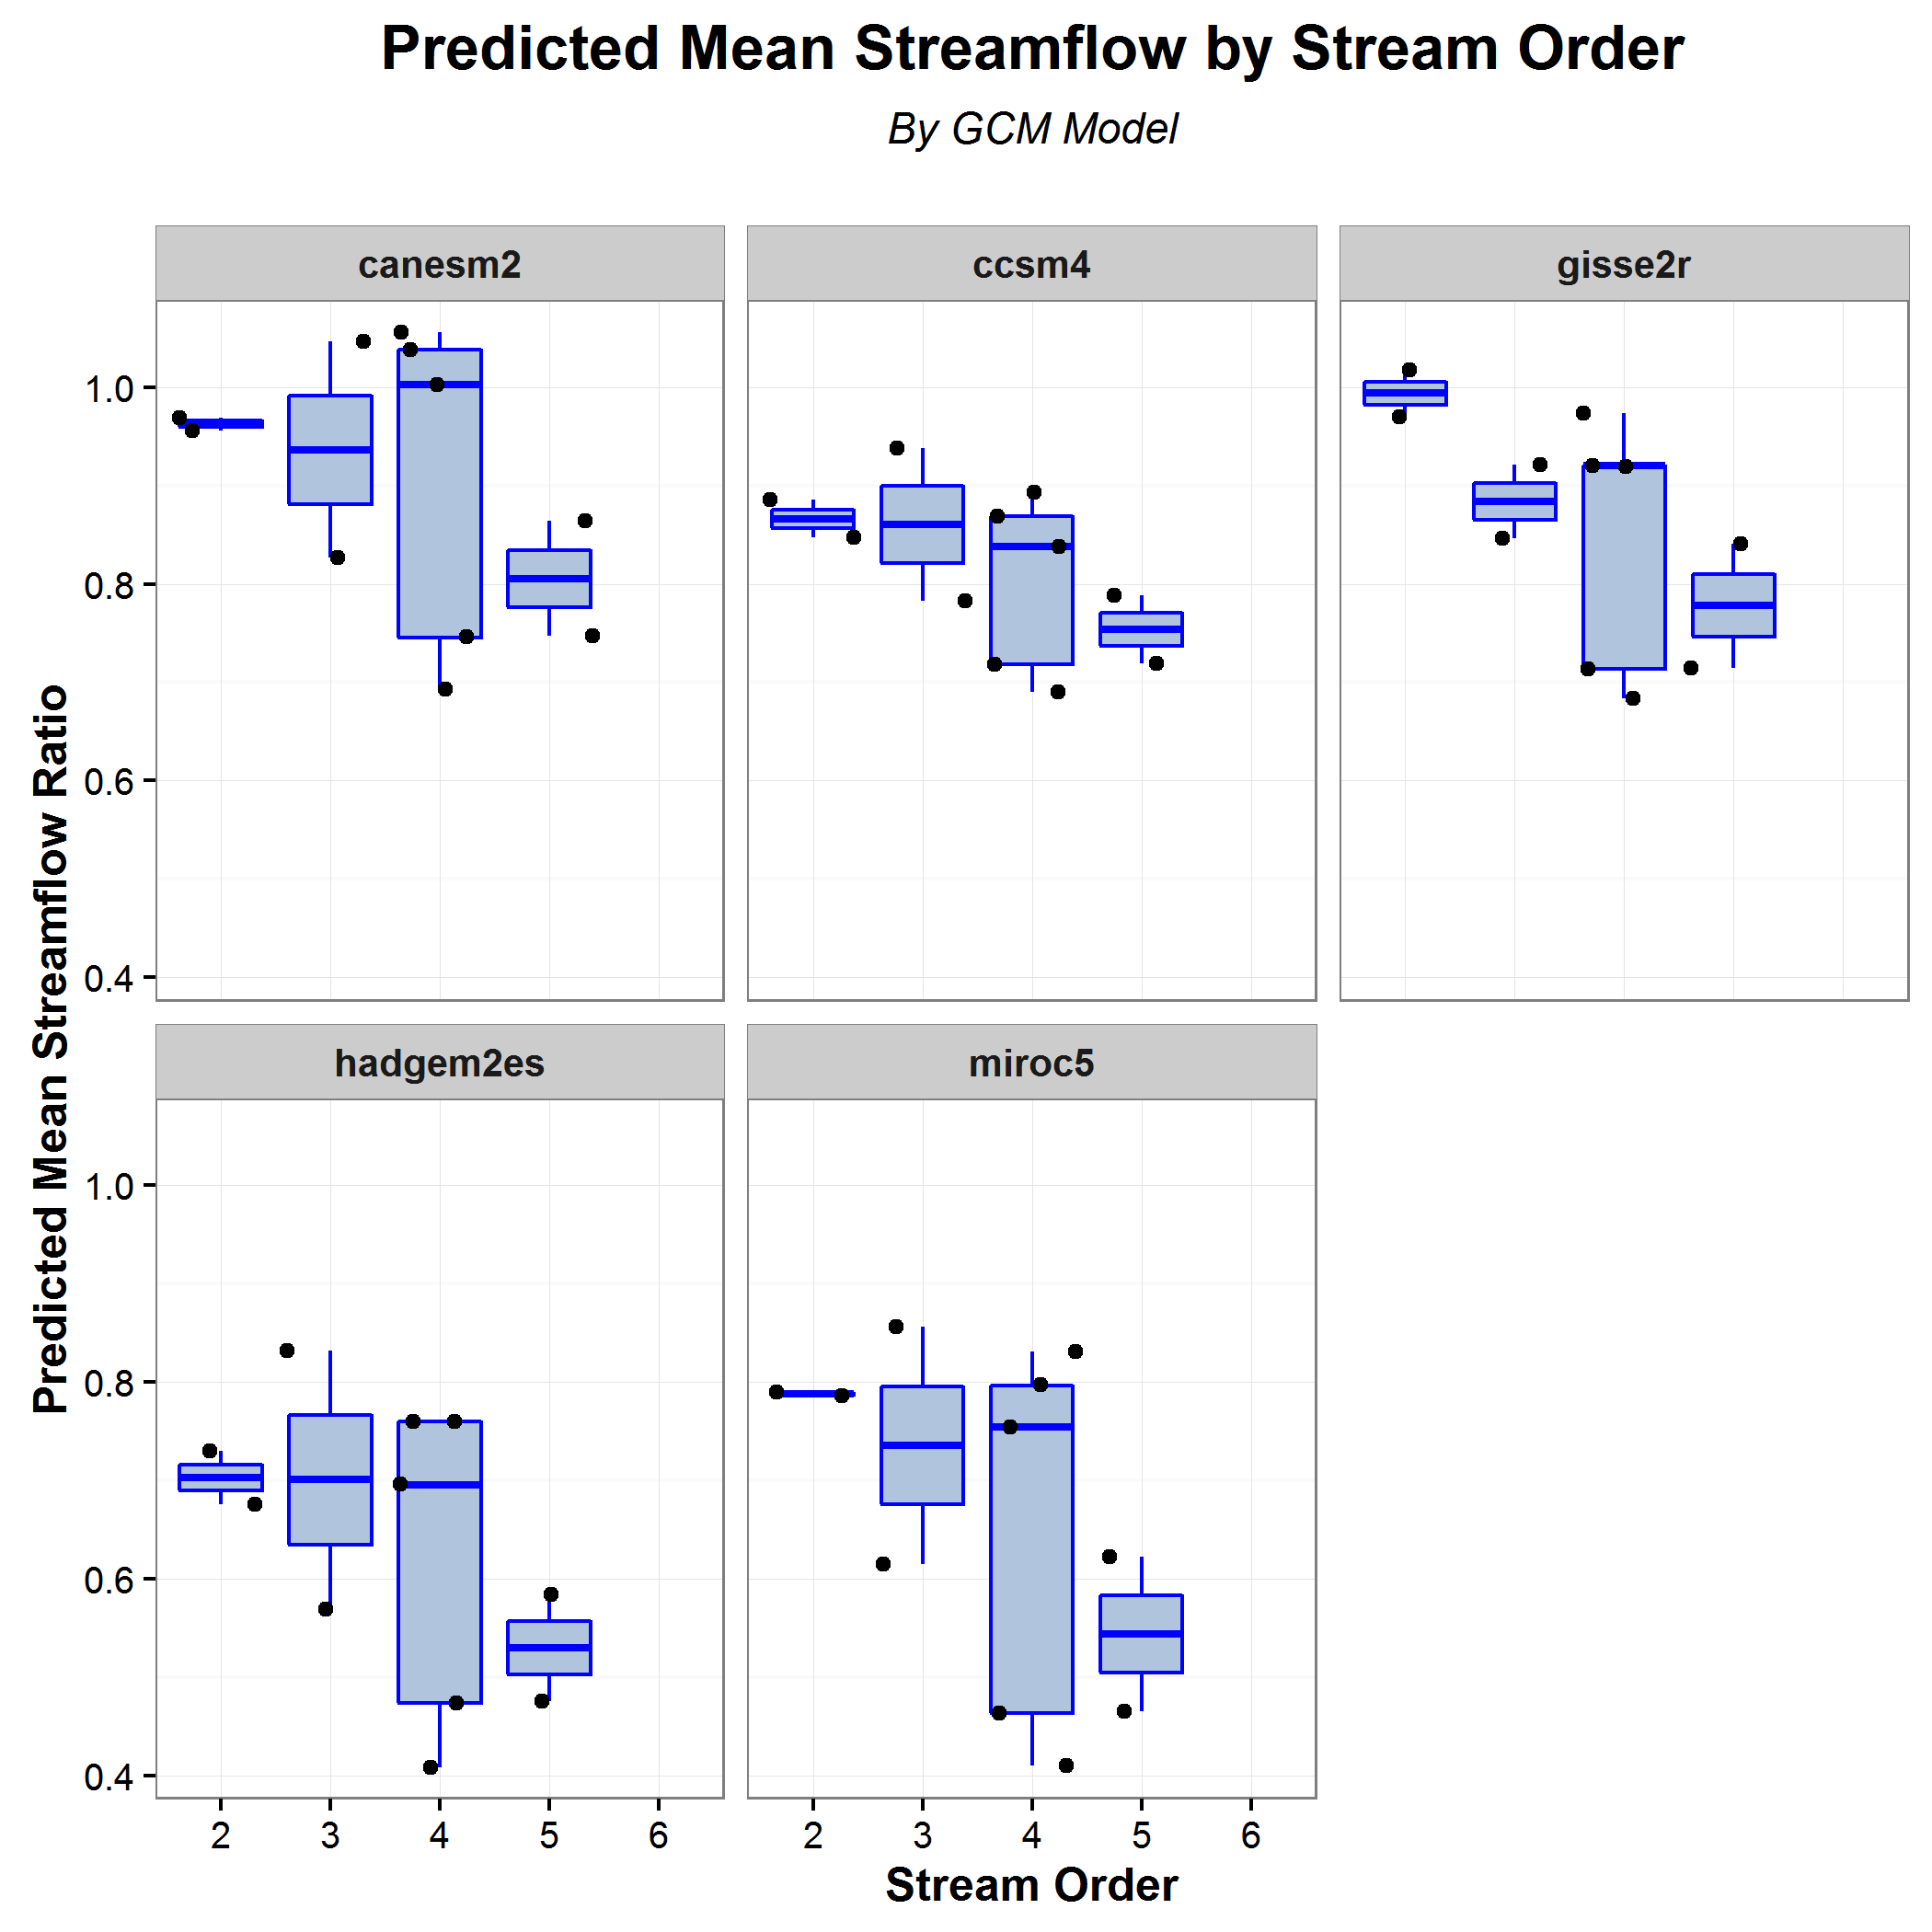 Predicted Mean Streamflow by Stream Order
By GCM Model
canesm2
ccsm4
gisse2r
1.0
0.8
0.6
0.4
Predicted Mean Streamflow Ratio
hadgem2es
miroc5
1.0
0.8
0.6
0.4
2 3 4 5 6
2 3 4 5 6
Stream Order